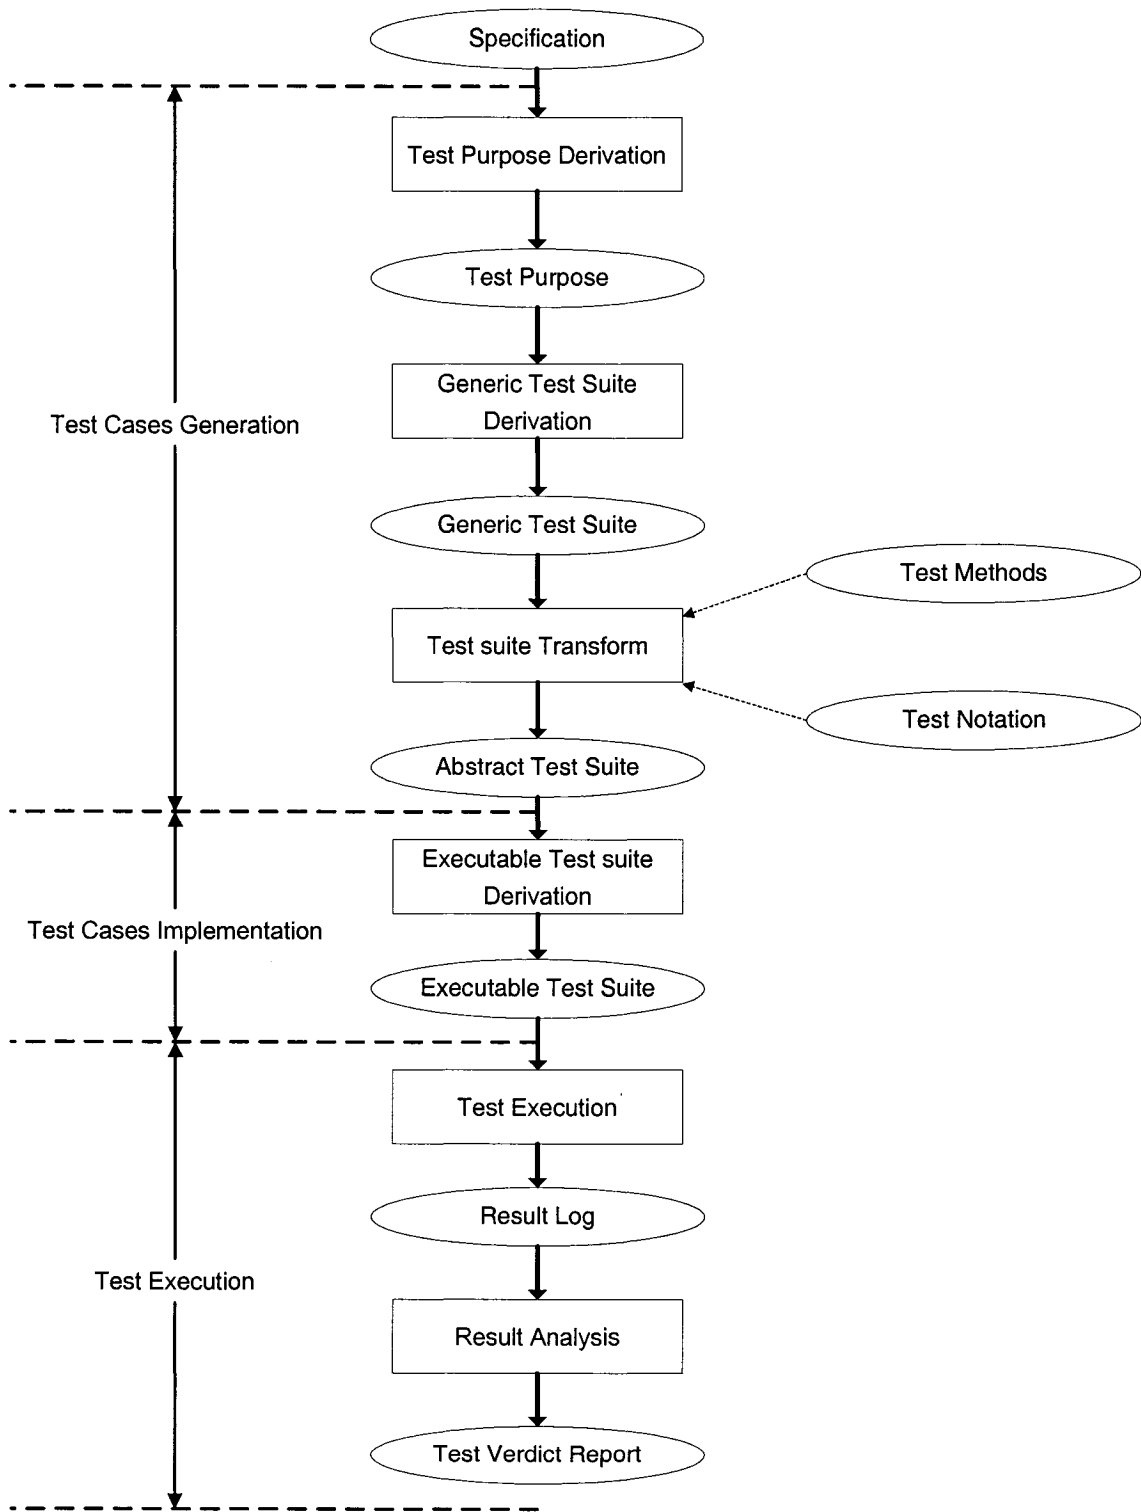 Specification
Test Purpose Derivation
Test Purpose
Generic Test Suite
Derivation
Test Cases Generation
Generic Test Suite
Test Methods
Test suite Transform
Test Notation
Abstract Test Suite
Executable Test suite
Derivation
Test Cases Implementation
Executable Test Suite
Test Execution
Result Log
Test Execution
Result Analysis
Test Verdict Report